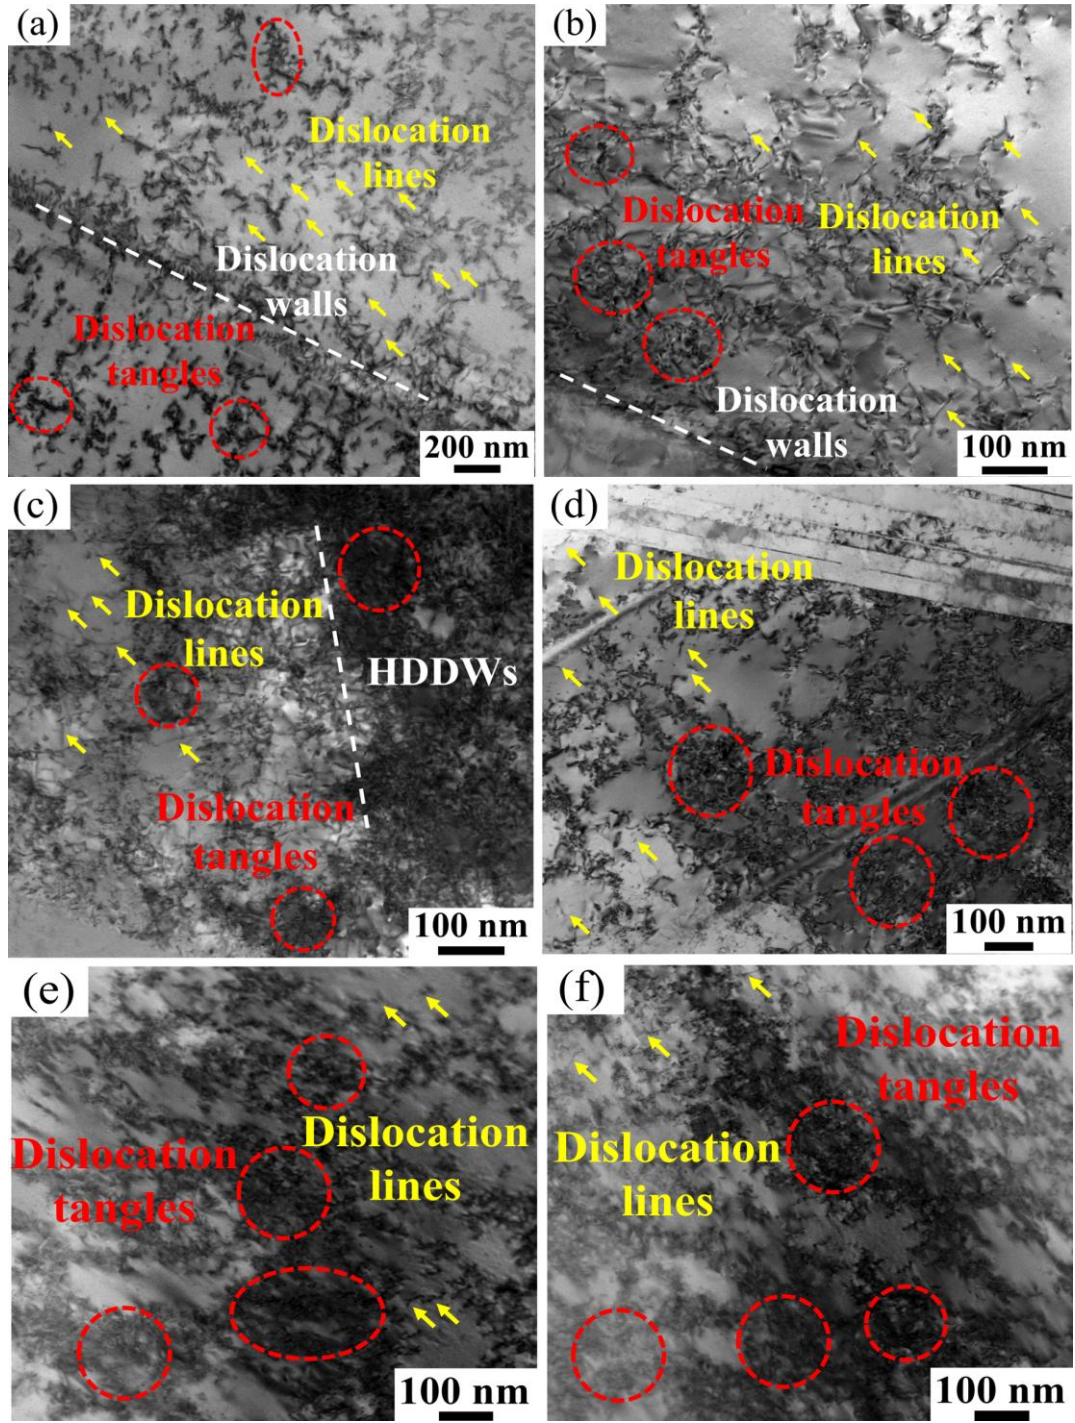 (a)
Dislocation
lines
Dislocation
walls
Dislocation
tangles
200 nm
(b)
Dislocation
tangles
Dislocation
lines
Dislocation
walls
100 nm
(c)
Dislocation
lines
HDDWs
Dislocation
tangles
100 nm
(d)
Dislocation
lines
Dislocation
tangles
100 nm
(e)
Dislocation
lines
Dislocation
tangles
100 nm
(f)
Dislocation
tangles
Dislocation
lines
100 nm